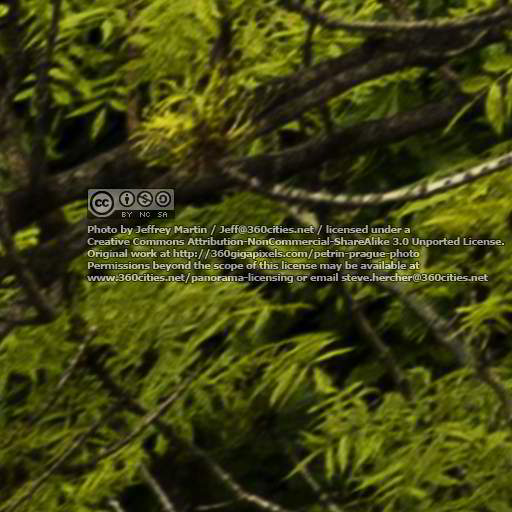 cc BY NC SA
Photo by Jeffrey Martin / Jeff@360cities.net / licensed under a
Creative Commons Attribution-NonCommercial-ShareAlike 3.0 Unported License.
Original work at http://360gigapixels.com/petrin-prague-photo
Permissions beyond the scope of this license may be available at
www.360cities.net/panorama-licensing or email steve.hercher@360cities.net